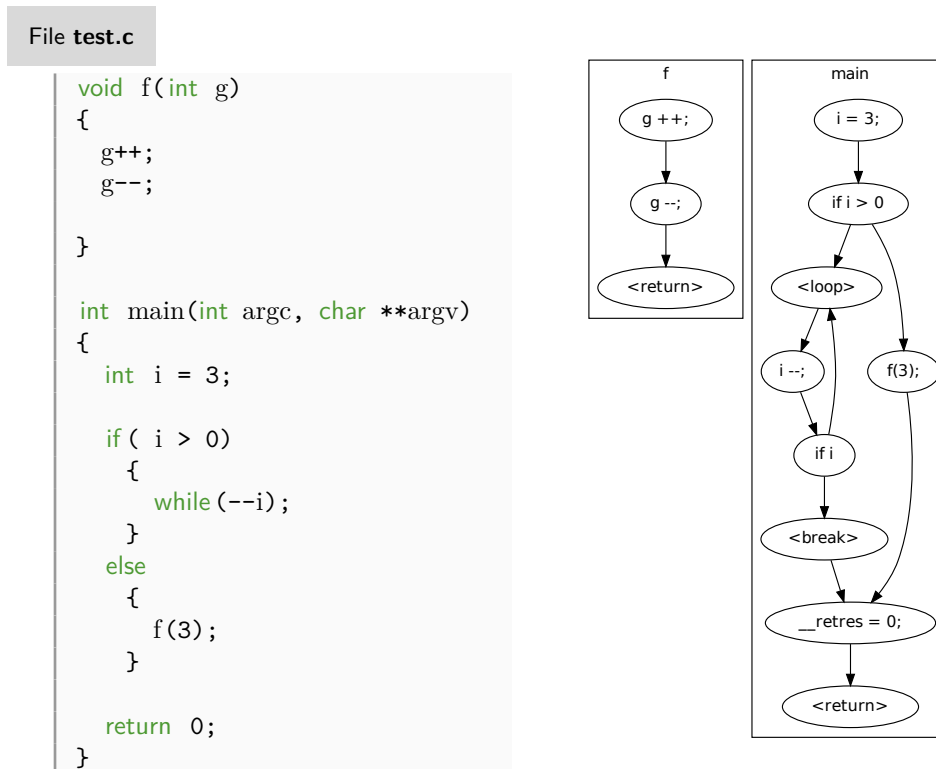 File test.c
void f(int g)
{
g++;
g--;
}
int main(int argc, char **argv)
{
int i = 3;
if ( i > 0)
{
while (--i);
}
else
{
f(3);
}
return 0;
}
f
g ++;
g --;
<return>
main
i = 3;
if i > 0
<loop>
i --;
f(3);
if i
<break>
__retres = 0;
<return>